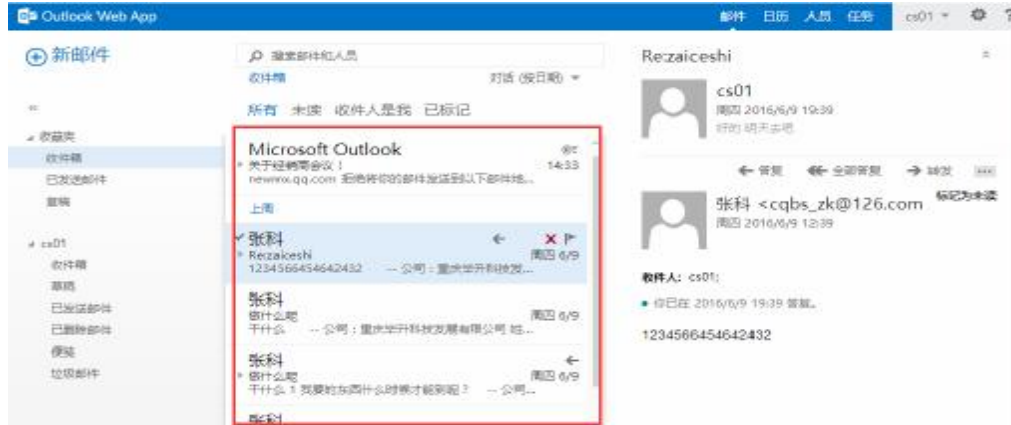 Outlook Web App
邮件 日历 人员 任务 cs01
新邮件
搜索邮件和人员
收件箱 对话 (按日期)
所有 未读 收件人是我 已标记
收藏夹
收件箱
已发送邮件
草稿
cs01
收件箱
草稿
已发送邮件
已删除邮件
便笺
垃圾邮件
Microsoft Outlook
关于经销商会议！ 14:33
newmx.qq.com 拒绝将你的邮件发送到以下邮件地...
上周
张科
Re:zaiceshi 周四 6/9
1234566454642432 -- 公司：重庆华升科技发...
张科
做什么呢 周四 6/9
干什么 -- 公司：重庆华升科技发展有限公司 姓...
张科
做什么呢 周四 6/9
干什么！我要的东西什么时候才能到呢？ -- 公司...
张科
Re:zaiceshi
cs01
周四 2016/6/9 19:39
好的 明天去吧
答复 全部答复 转发 ...
标记为未读
张科 <cqbs_zk@126.com
周四 2016/6/9 12:39
收件人: cs01;
你已在 2016/6/9 19:39 答复。
1234566454642432